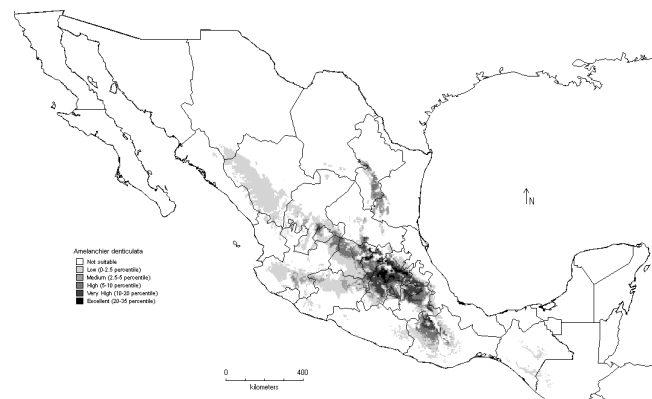 N
Amelanchier denticulata
Not suitable
Low (0-2.5 percentile)
Medium (2.5-5 percentile)
High (5-10 percentile)
Very High (10-20 percentile)
Excellent (20-35 percentile)
0 400
kilometers